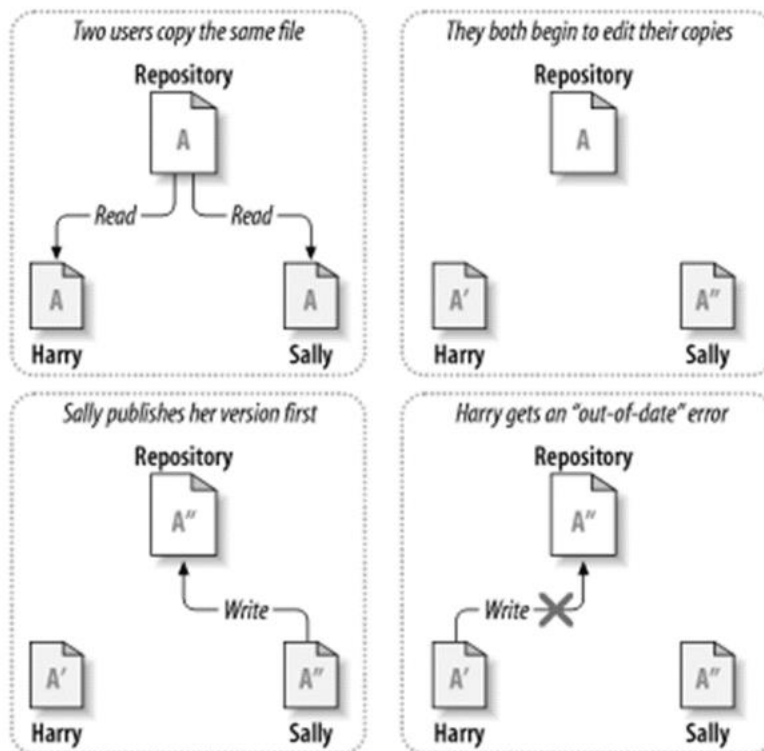 Two users copy the same file
Repository
A
Read
Read
A
A
Harry
Sally
They both begin to edit their copies
Repository
A
A'
A"
Harry
Sally
Sally publishes her version first
Repository
A"
Write
A'
A"
Harry
Sally
Harry gets an "out-of-date" error
Repository
A"
Write
A'
A"
Harry
Sally